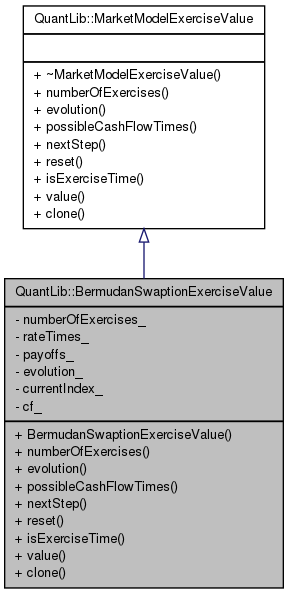 QuantLib::MarketModelExerciseValue
+ ~MarketModelExerciseValue()
+ numberOfExercises()
+ evolution()
+ possibleCashFlowTimes()
+ nextStep()
+ reset()
+ isExerciseTime()
+ value()
+ clone()
QuantLib::BermudanSwaptionExerciseValue
- numberOfExercises_
- rateTimes_
- payoffs_
- evolution_
- currentIndex_
- cf_
+ BermudanSwaptionExerciseValue()
+ numberOfExercises()
+ evolution()
+ possibleCashFlowTimes()
+ nextStep()
+ reset()
+ isExerciseTime()
+ value()
+ clone()